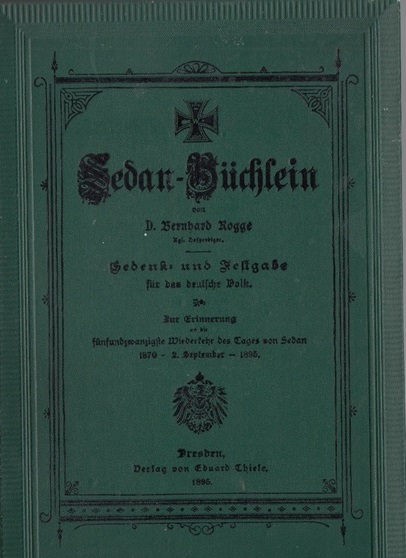 Sedan-Büchlein
von
D. Bernhard Rogge
Kgl. Hofprediger.
Gedenk- und Festgabe
für das deutsche Volk.
Zur Erinnerung
an die
fünfundzwanzigste Wiederkehr des Tages von Sedan
1870 - 2. September - 1895.
Dresden,
Verlag von Eduard Thiele.
1895.